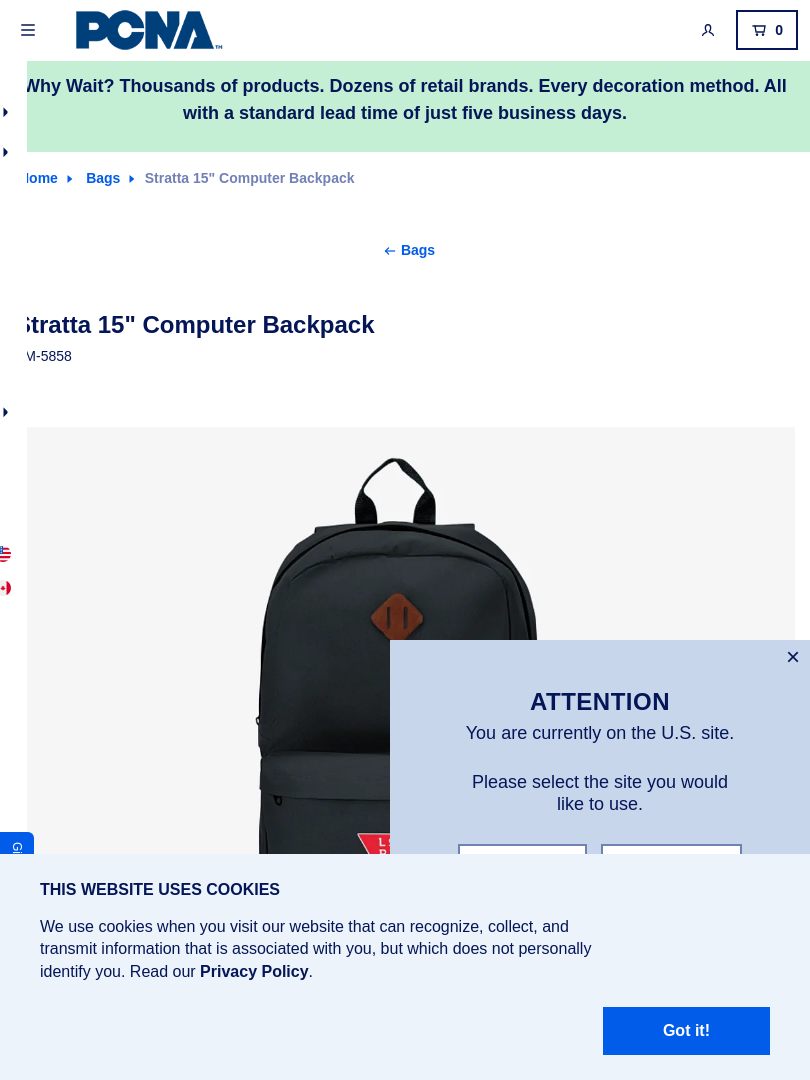 PCNA™
0
Why Wait? Thousands of products. Dozens of retail brands. Every decoration method. All
with a standard lead time of just five business days.
Home Bags Stratta 15" Computer Backpack
← Bags
Stratta 15" Computer Backpack
M-5858
ATTENTION
You are currently on the U.S. site.
Please select the site you would
like to use.
THIS WEBSITE USES COOKIES
We use cookies when you visit our website that can recognize, collect, and
transmit information that is associated with you, but which does not personally
identify you. Read our Privacy Policy.
Got it!